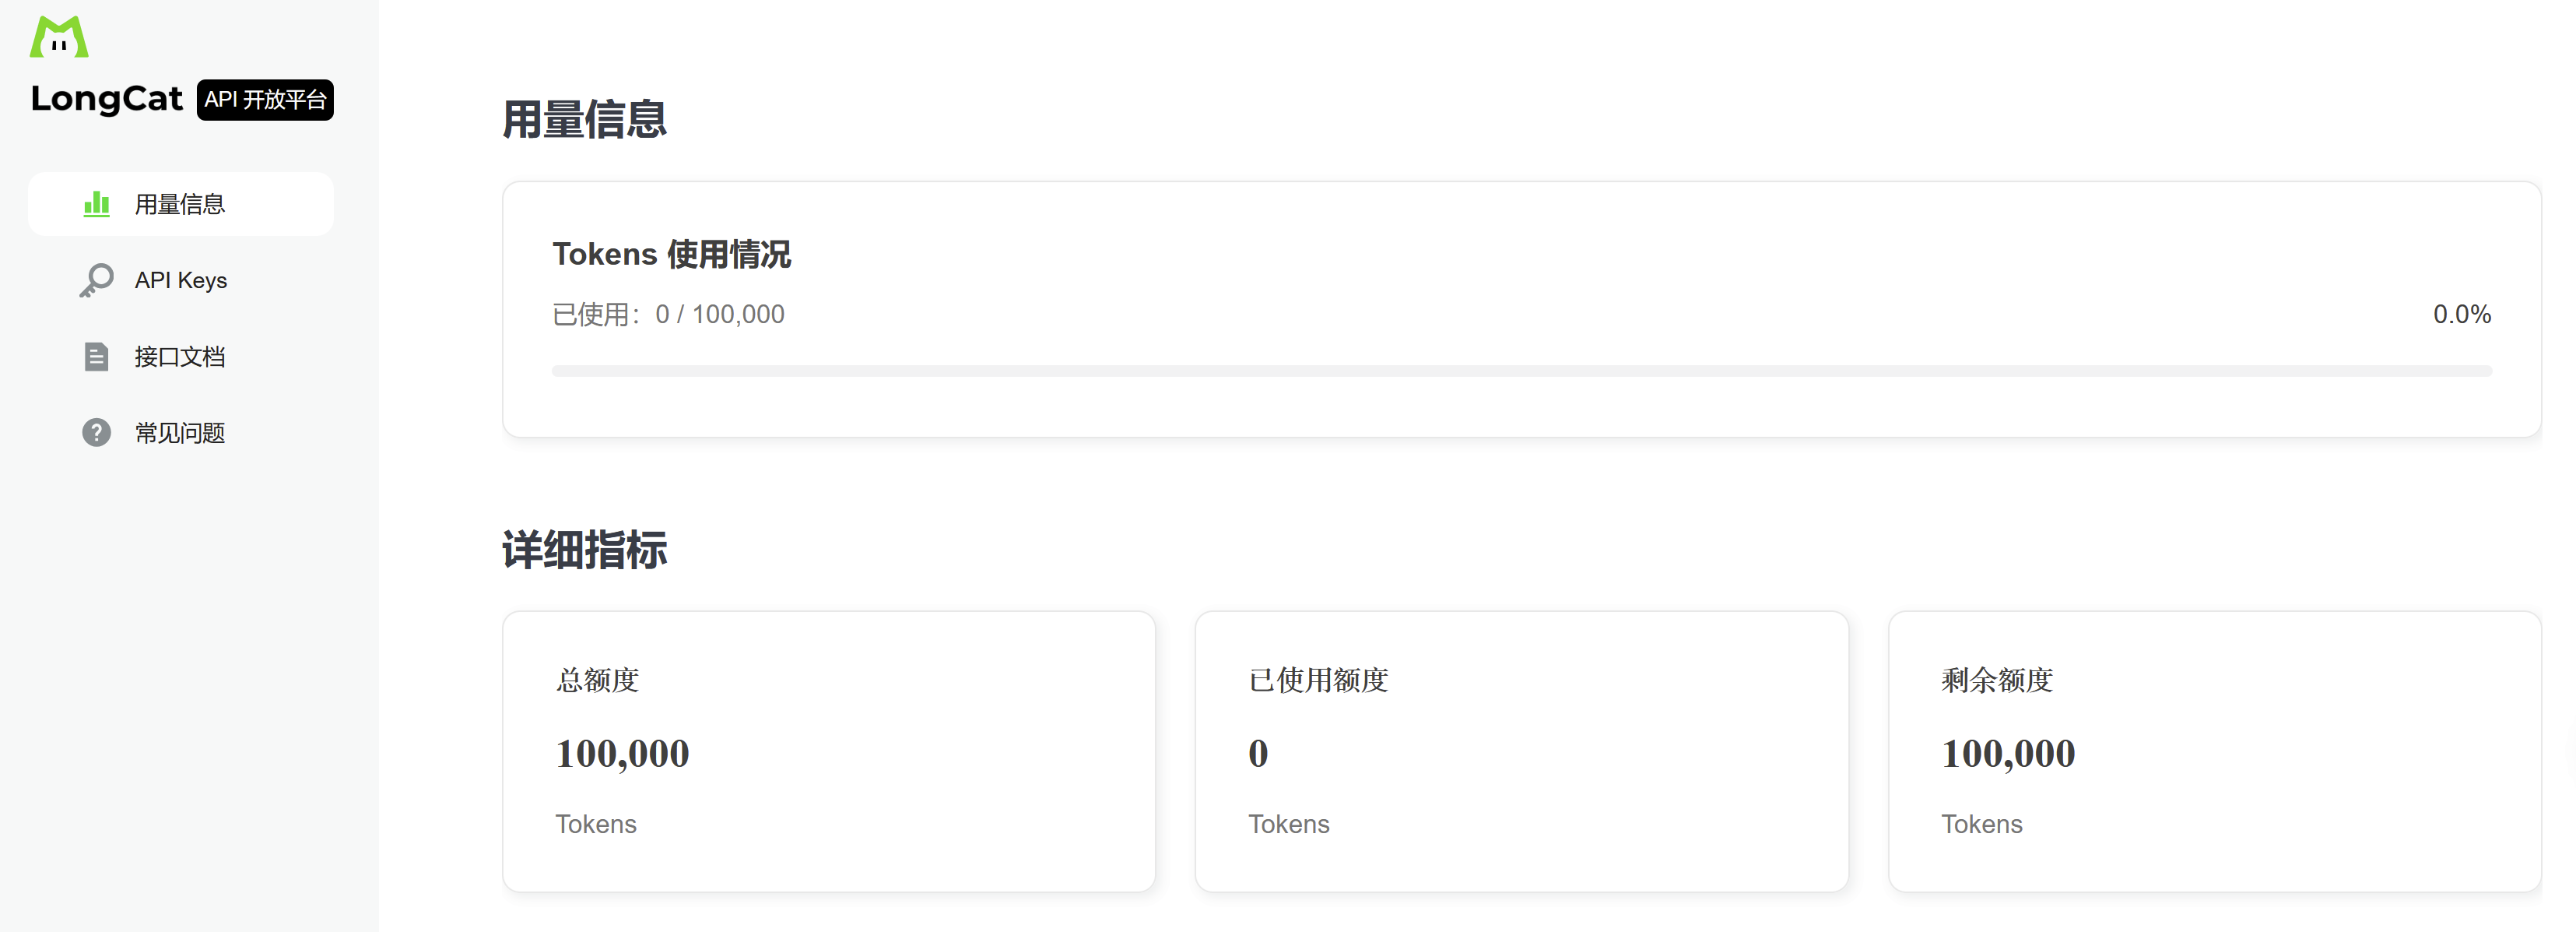 LongCat API 开放平台
用量信息
API Keys
接口文档
常见问题
用量信息
Tokens 使用情况
已使用：0 / 100,000
0.0%
详细指标
总额度
100,000
Tokens
已使用额度
0
Tokens
剩余额度
100,000
Tokens